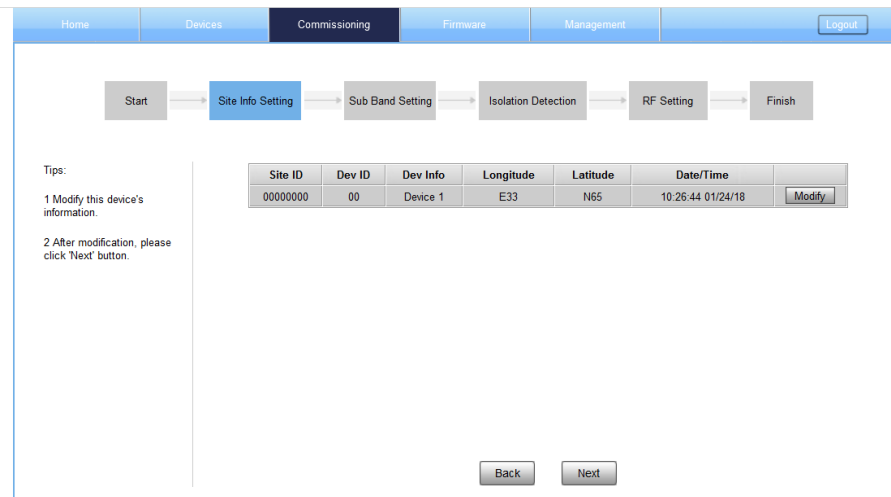 Home Devices Commissioning Firmware Management Logout
Start Site Info Setting Sub Band Setting Isolation Detection RF Setting Finish
Tips:
1 Modify this device's
information.
2 After modification, please
click 'Next' button.
Site ID Dev ID Dev Info Longitude Latitude Date/Time
00000000 00 Device 1 E33 N65 10:26:44 01/24/18 Modify
Back Next